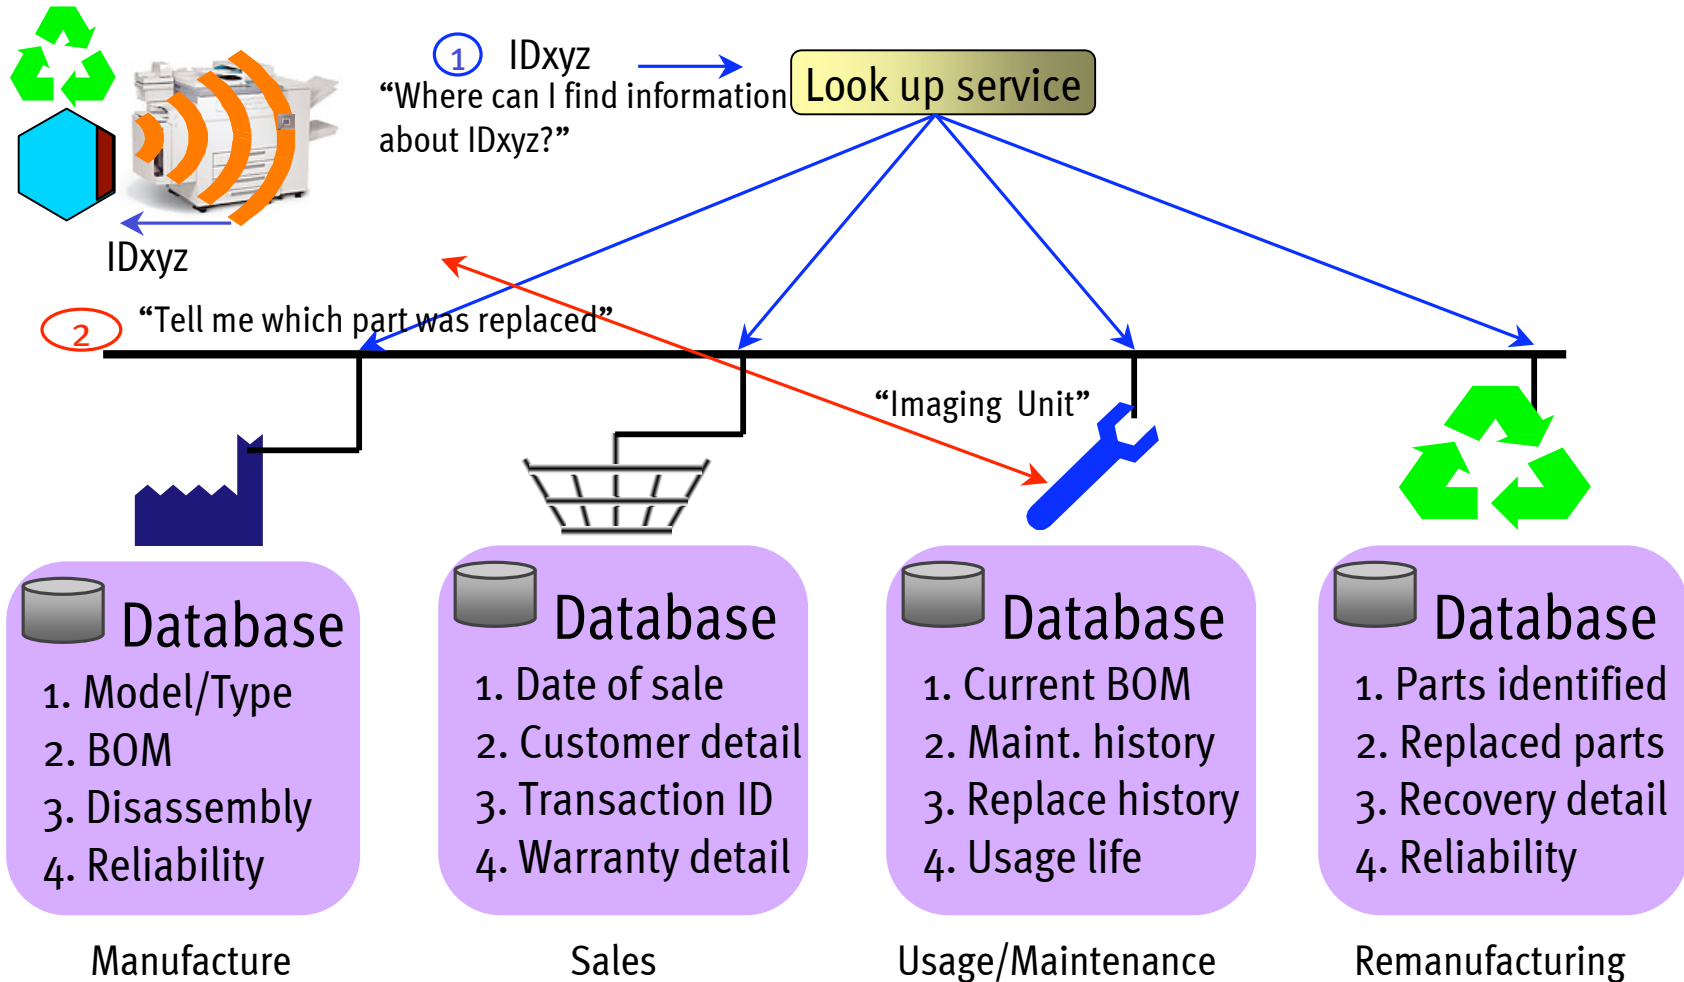 1 IDxyz
“Where can I find information
about IDxyz?”
Look up service
IDxyz
2 “Tell me which part was replaced”
“Imaging Unit”
Database
1. Model/Type
2. BOM
3. Disassembly
4. Reliability
Manufacture
Database
1. Date of sale
2. Customer detail
3. Transaction ID
4. Warranty detail
Sales
Database
1. Current BOM
2. Maint. history
3. Replace history
4. Usage life
Usage/Maintenance
Database
1. Parts identified
2. Replaced parts
3. Recovery detail
4. Reliability
Remanufacturing